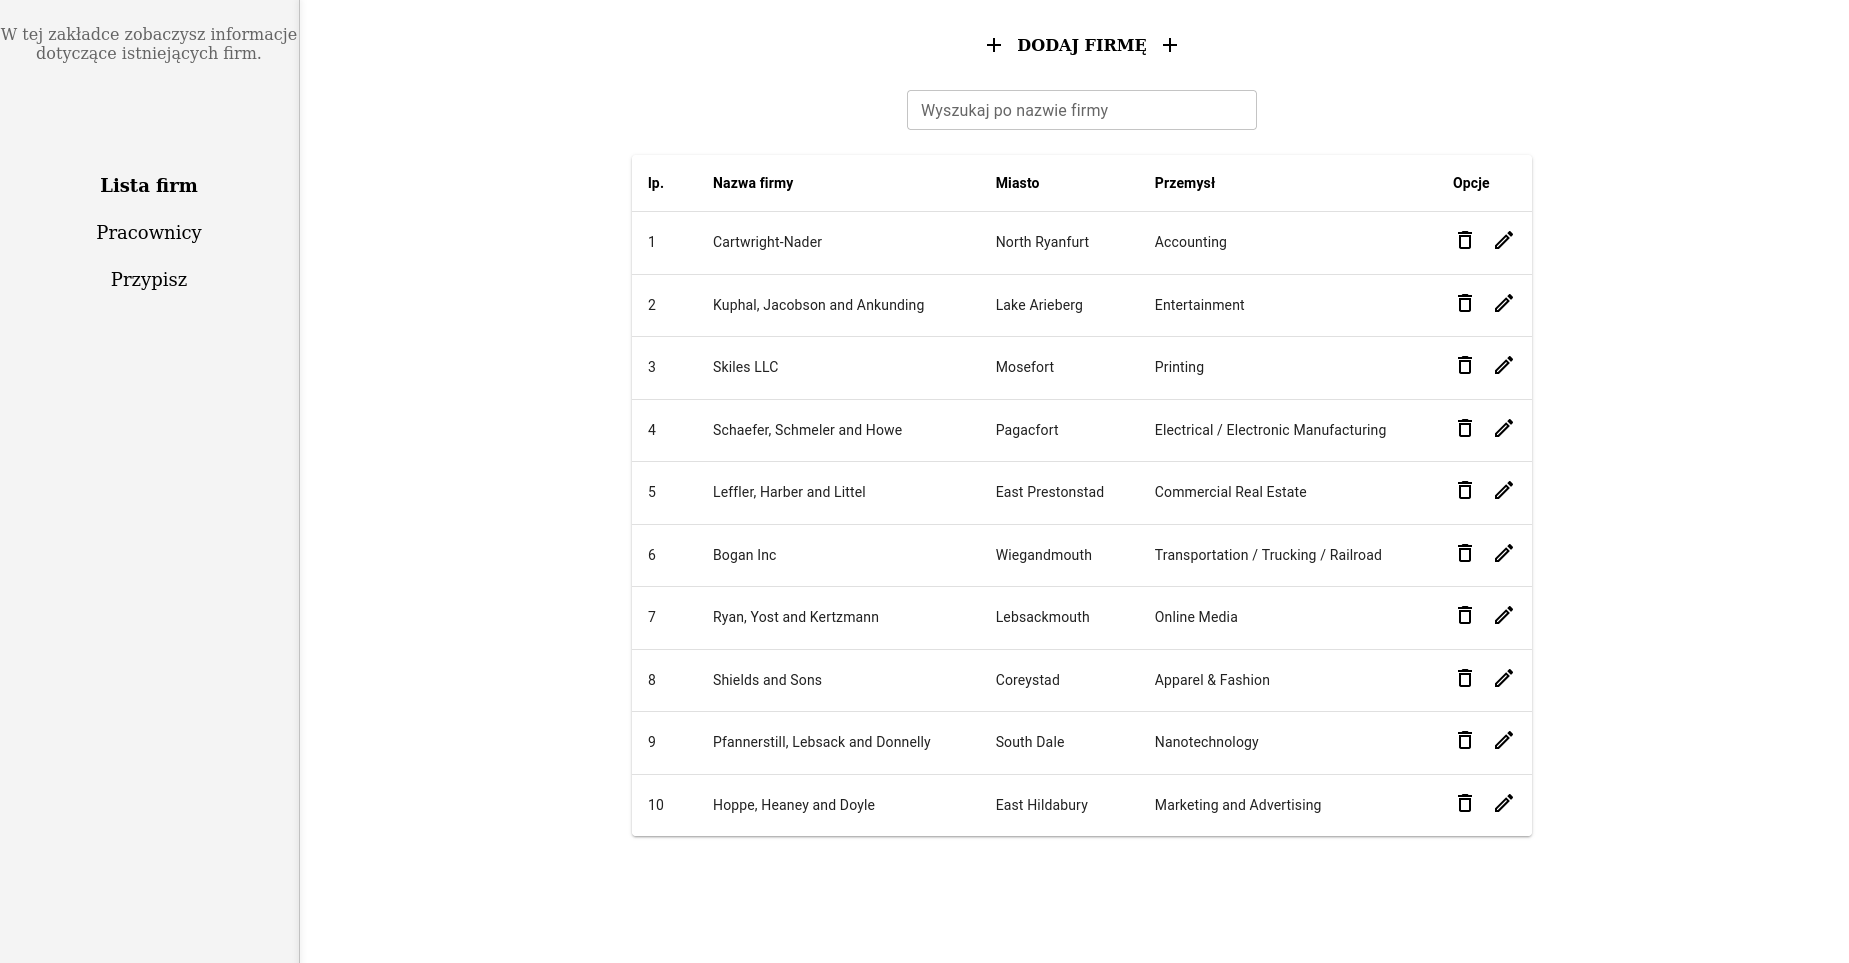 W tej zakładce zobaczysz informacje
dotyczące istniejących firm.
Lista firm
Pracownicy
Przypisz
DODAJ FIRMĘ
Wyszukaj po nazwie firmy
lp. Nazwa firmy Miasto Przemysł Opcje
1 Cartwright-Nader North Ryanfurt Accounting
2 Kuphal, Jacobson and Ankunding Lake Arieberg Entertainment
3 Skiles LLC Mosefort Printing
4 Schaefer, Schmeler and Howe Pagacfort Electrical / Electronic Manufacturing
5 Leffler, Harber and Littel East Prestonstad Commercial Real Estate
6 Bogan Inc Wiegandmouth Transportation / Trucking / Railroad
7 Ryan, Yost and Kertzmann Lebsackmouth Online Media
8 Shields and Sons Coreystad Apparel & Fashion
9 Pfannerstill, Lebsack and Donnelly South Dale Nanotechnology
10 Hoppe, Heaney and Doyle East Hildabury Marketing and Advertising